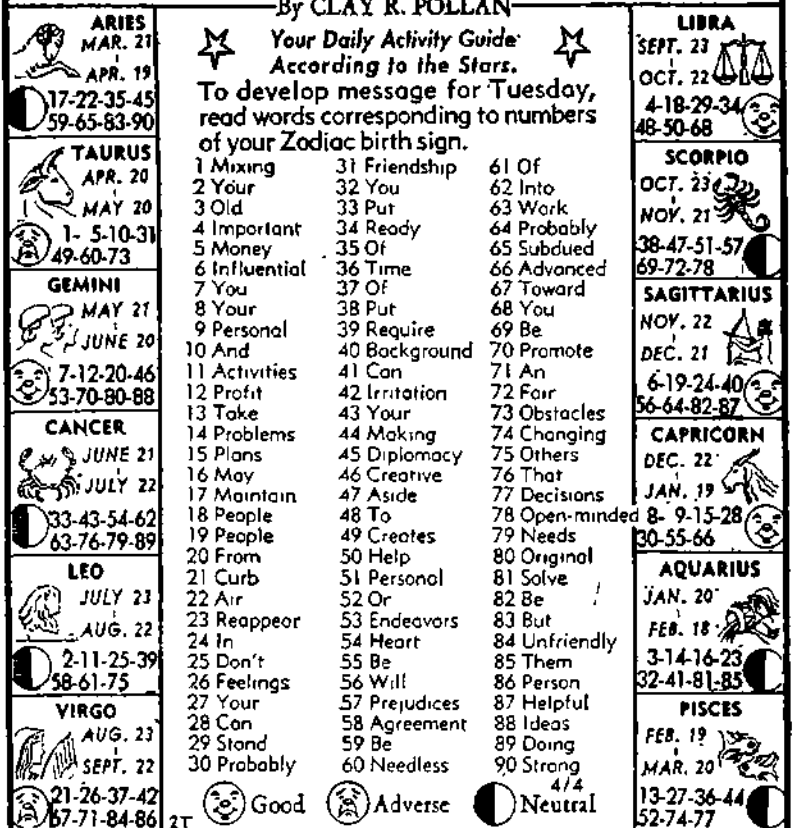 By CLAY R. POLLAN
Your Daily Activity Guide
According to the Stars.
To develop message for Tuesday,
read words corresponding to numbers
of your Zodiac birth sign.
ARIES
MAR. 21
APR. 19
17-22-35-45
59-65-83-90
TAURUS
APR. 20
MAY 20
1- 5-10-31
49-60-73
GEMINI
MAY 21
JUNE 20
7-12-20-46
53-70-80-88
CANCER
JUNE 21
JULY 22
33-43-54-62
63-76-79-89
LEO
JULY 23
AUG. 22
2-11-25-39
58-61-75
VIRGO
AUG. 23
SEPT. 22
21-26-37-42
67-71-84-86
1 Mixing
2 Your
3 Old
4 Important
5 Money
6 Influential
7 You
8 Your
9 Personal
10 And
11 Activities
12 Profit
13 Take
14 Problems
15 Plans
16 May
17 Maintain
18 People
19 People
20 From
21 Curb
22 Air
23 Reappear
24 In
25 Don't
26 Feelings
27 Your
28 Can
29 Stand
30 Probably
31 Friendship
32 You
33 Put
34 Ready
35 Of
36 Time
37 Of
38 Put
39 Require
40 Background
41 Can
42 Irritation
43 Your
44 Making
45 Diplomacy
46 Creative
47 Aside
48 To
49 Creates
50 Help
51 Personal
52 Or
53 Endeavors
54 Heart
55 Be
56 Will
57 Prejudices
58 Agreement
59 Be
60 Needless
61 Of
62 Into
63 Work
64 Probably
65 Subdued
66 Advanced
67 Toward
68 You
69 Be
70 Promote
71 An
72 Fair
73 Obstacles
74 Changing
75 Others
76 That
77 Decisions
78 Open-minded
79 Needs
80 Original
81 Solve
82 Be
83 But
84 Unfriendly
85 Them
86 Person
87 Helpful
88 Ideas
89 Doing
90 Strong
4/4
2T
Good
Adverse
Neutral
LIBRA
SEPT. 23
OCT. 22
4-18-29-34
48-50-68
SCORPIO
OCT. 23
NOV. 21
38-47-51-57
69-72-78
SAGITTARIUS
NOV. 22
DEC. 21
6-19-24-40
56-64-82-87
CAPRICORN
DEC. 22
JAN. 19
8- 9-15-28
30-55-66
AQUARIUS
JAN. 20
FEB. 18
3-14-16-23
32-41-81-85
PISCES
FEB. 19
MAR. 20
13-27-36-44
52-74-77